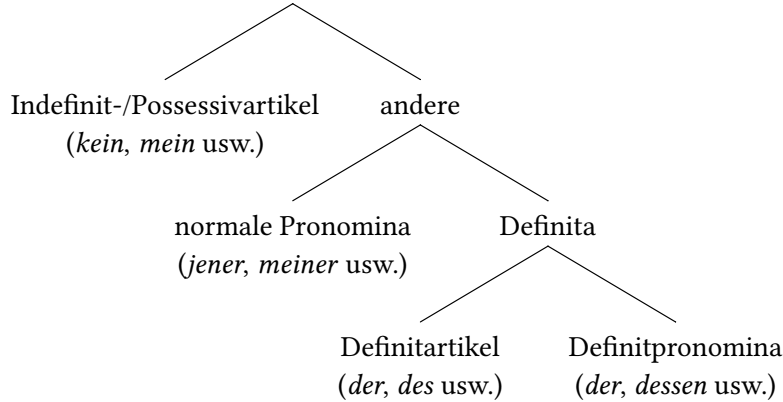 Indefinit-/Possessivartikel andere
(kein, mein usw.)
normale Pronomina Definita
(jener, meiner usw.)
Definitartikel Definitpronomina
(der, des usw.) (der, dessen usw.)